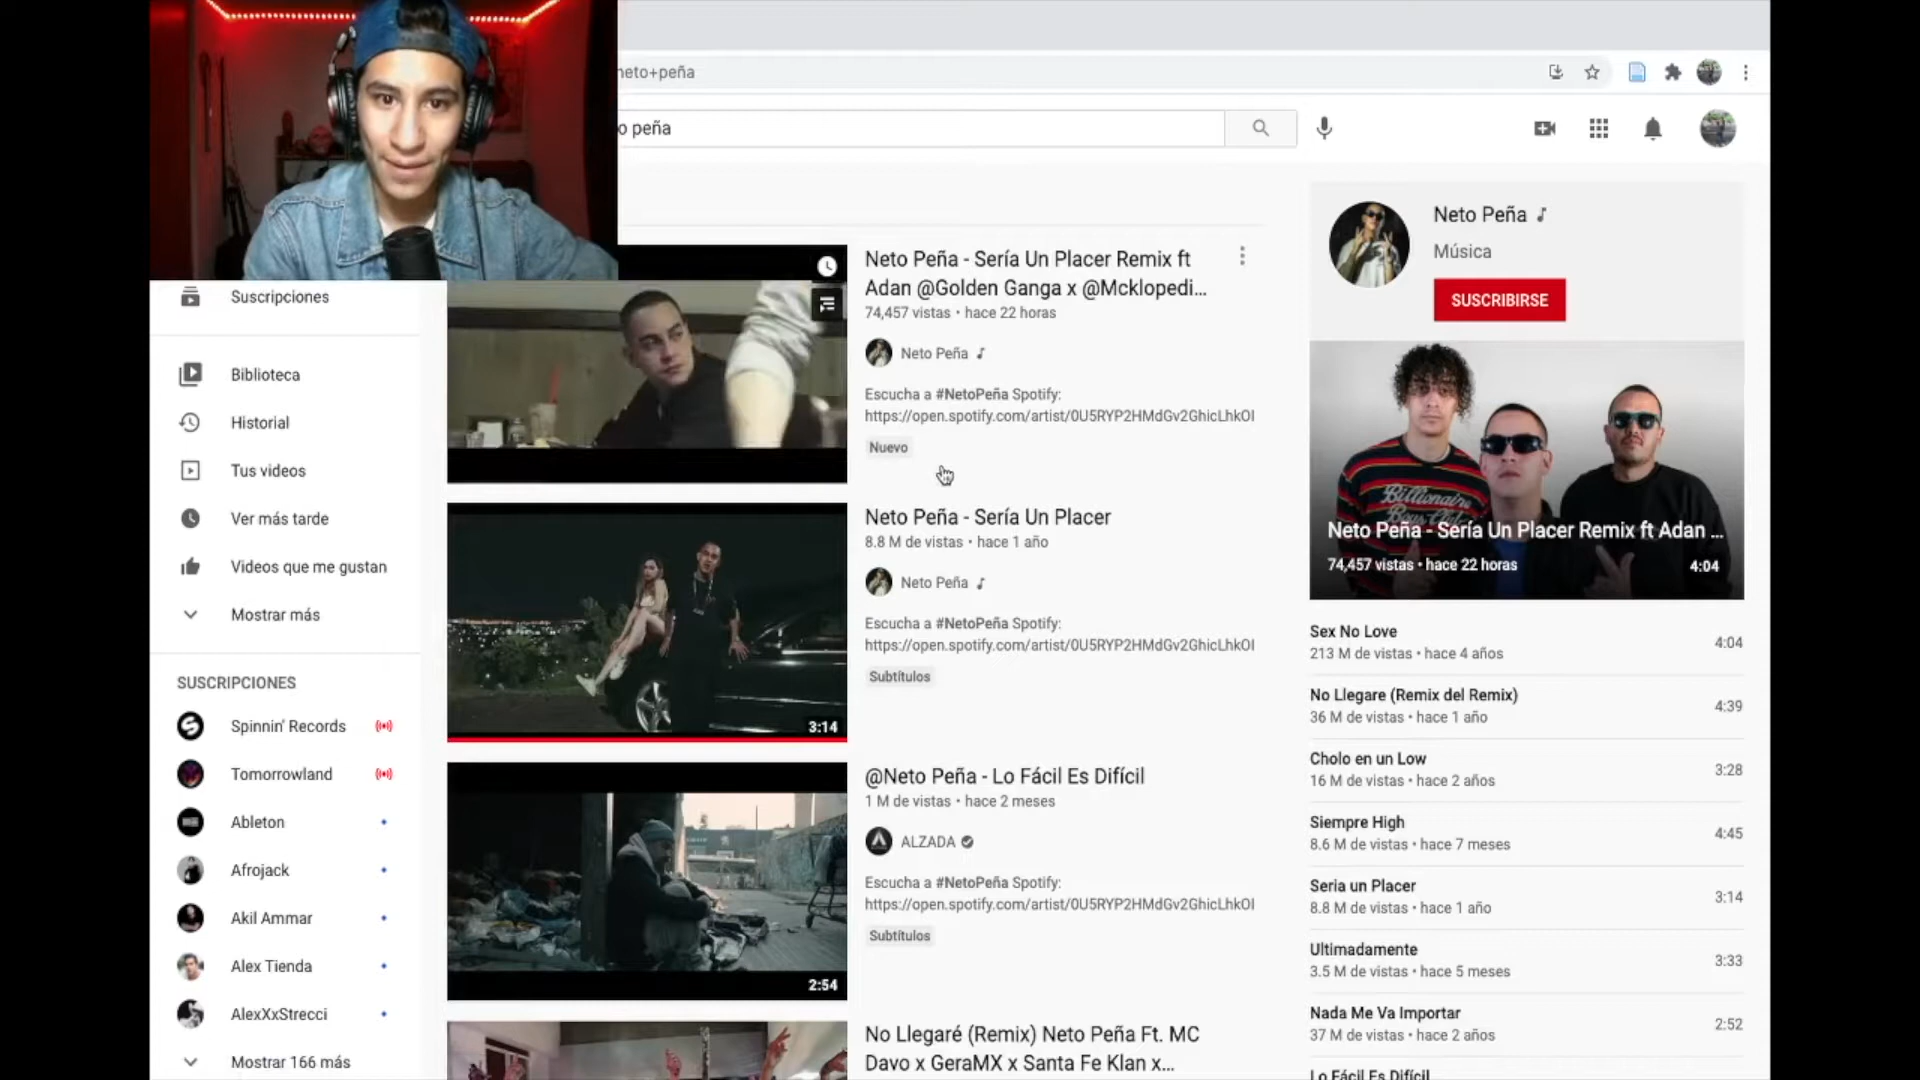 neto+peña
o peña
Suscripciones
Biblioteca
Historial
Tus videos
Ver más tarde
Videos que me gustan
Mostrar más
SUSCRIPCIONES
Spinnin' Records
Tomorrowland
Ableton
Afrojack
Akil Ammar
Alex Tienda
AlexXxStrecci
Mostrar 166 más
Neto Peña - Sería Un Placer Remix ft
Adan @Golden Ganga x @Mcklopedi...
74,457 vistas • hace 22 horas
Neto Peña ♪
Escucha a #NetoPeña Spotify:
https://open.spotify.com/artist/0U5RYP2HMdGv2GhicLhkOI
Nuevo
3:14
Neto Peña - Sería Un Placer
8.8 M de vistas • hace 1 año
Neto Peña ♪
Escucha a #NetoPeña Spotify:
https://open.spotify.com/artist/0U5RYP2HMdGv2GhicLhkOI
Subtítulos
2:54
@Neto Peña - Lo Fácil Es Difícil
1 M de vistas • hace 2 meses
ALZADA
Escucha a #NetoPeña Spotify:
https://open.spotify.com/artist/0U5RYP2HMdGv2GhicLhkOI
Subtítulos
No Llegaré (Remix) Neto Peña Ft. MC
Davo x GeraMX x Santa Fe Klan x...
Neto Peña ♪
Música
SUSCRIBIRSE
Billionaire
Boys Club
Neto Peña - Sería Un Placer Remix ft Adan ...
74,457 vistas • hace 22 horas 4:04
Sex No Love
213 M de vistas • hace 4 años 4:04
No Llegare (Remix del Remix)
36 M de vistas • hace 1 año 4:39
Cholo en un Low
16 M de vistas • hace 2 años 3:28
Siempre High
8.6 M de vistas • hace 7 meses 4:45
Seria un Placer
8.8 M de vistas • hace 1 año 3:14
Ultimadamente
3.5 M de vistas • hace 5 meses 3:33
Nada Me Va Importar
37 M de vistas • hace 2 años 2:52
Lo Fácil Es Difícil